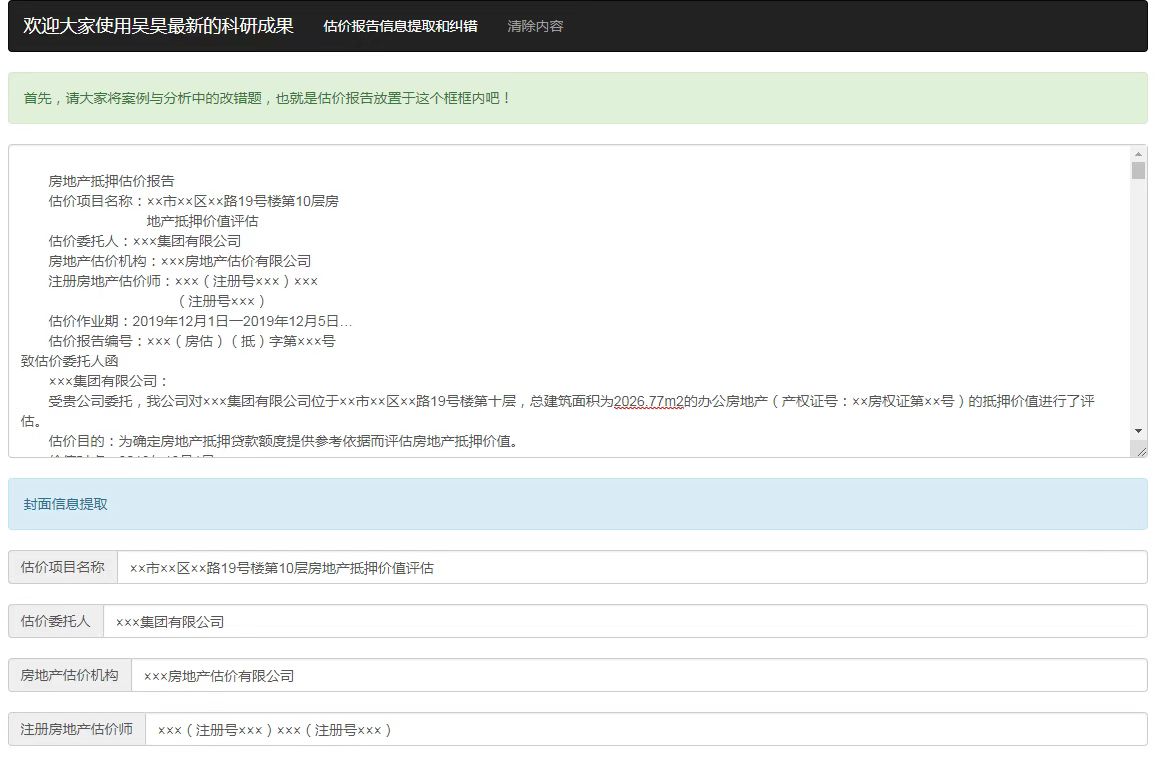 欢迎大家使用吴昊最新的科研成果 估价报告信息提取和纠错 清除内容
首先，请大家将案例与分析中的改错题，也就是估价报告放置于这个框框内吧！
房地产抵押估价报告
估价项目名称：××市××区××路19号楼第10层房
地产抵押价值评估
估价委托人：×××集团有限公司
房地产估价机构：×××房地产估价有限公司
注册房地产估价师：×××（注册号×××）×××
（注册号×××）
估价作业期：2019年12月1日—2019年12月5日…
估价报告编号：×××（房估）（抵）字第×××号
致估价委托人函
×××集团有限公司：
受贵公司委托，我公司对×××集团有限公司位于××市××区××路19号楼第十层，总建筑面积为2026.77m2的办公房地产（产权证号：××房权证第××号）的抵押价值进行了评
估。
估价目的：为确定房地产抵押贷款额度提供参考依据而评估房地产抵押价值。
封面信息提取
估价项目名称 ××市××区××路19号楼第10层房地产抵押价值评估
估价委托人 ×××集团有限公司
房地产估价机构 ×××房地产估价有限公司
注册房地产估价师 ×××（注册号×××）×××（注册号×××）